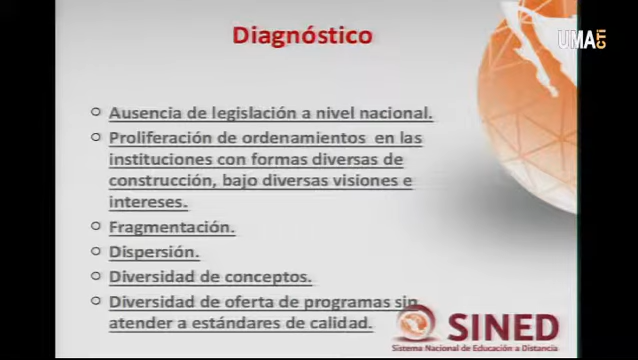 Diagnóstico
UMA
CTI
Ausencia de legislación a nivel nacional.
Proliferación de ordenamientos en las
instituciones con formas diversas de
construcción, bajo diversas visiones e
intereses.
Fragmentación.
Dispersión.
Diversidad de conceptos.
Diversidad de oferta de programas sin
atender a estándares de calidad.
SINED
Sistema Nacional de Educación a Distancia